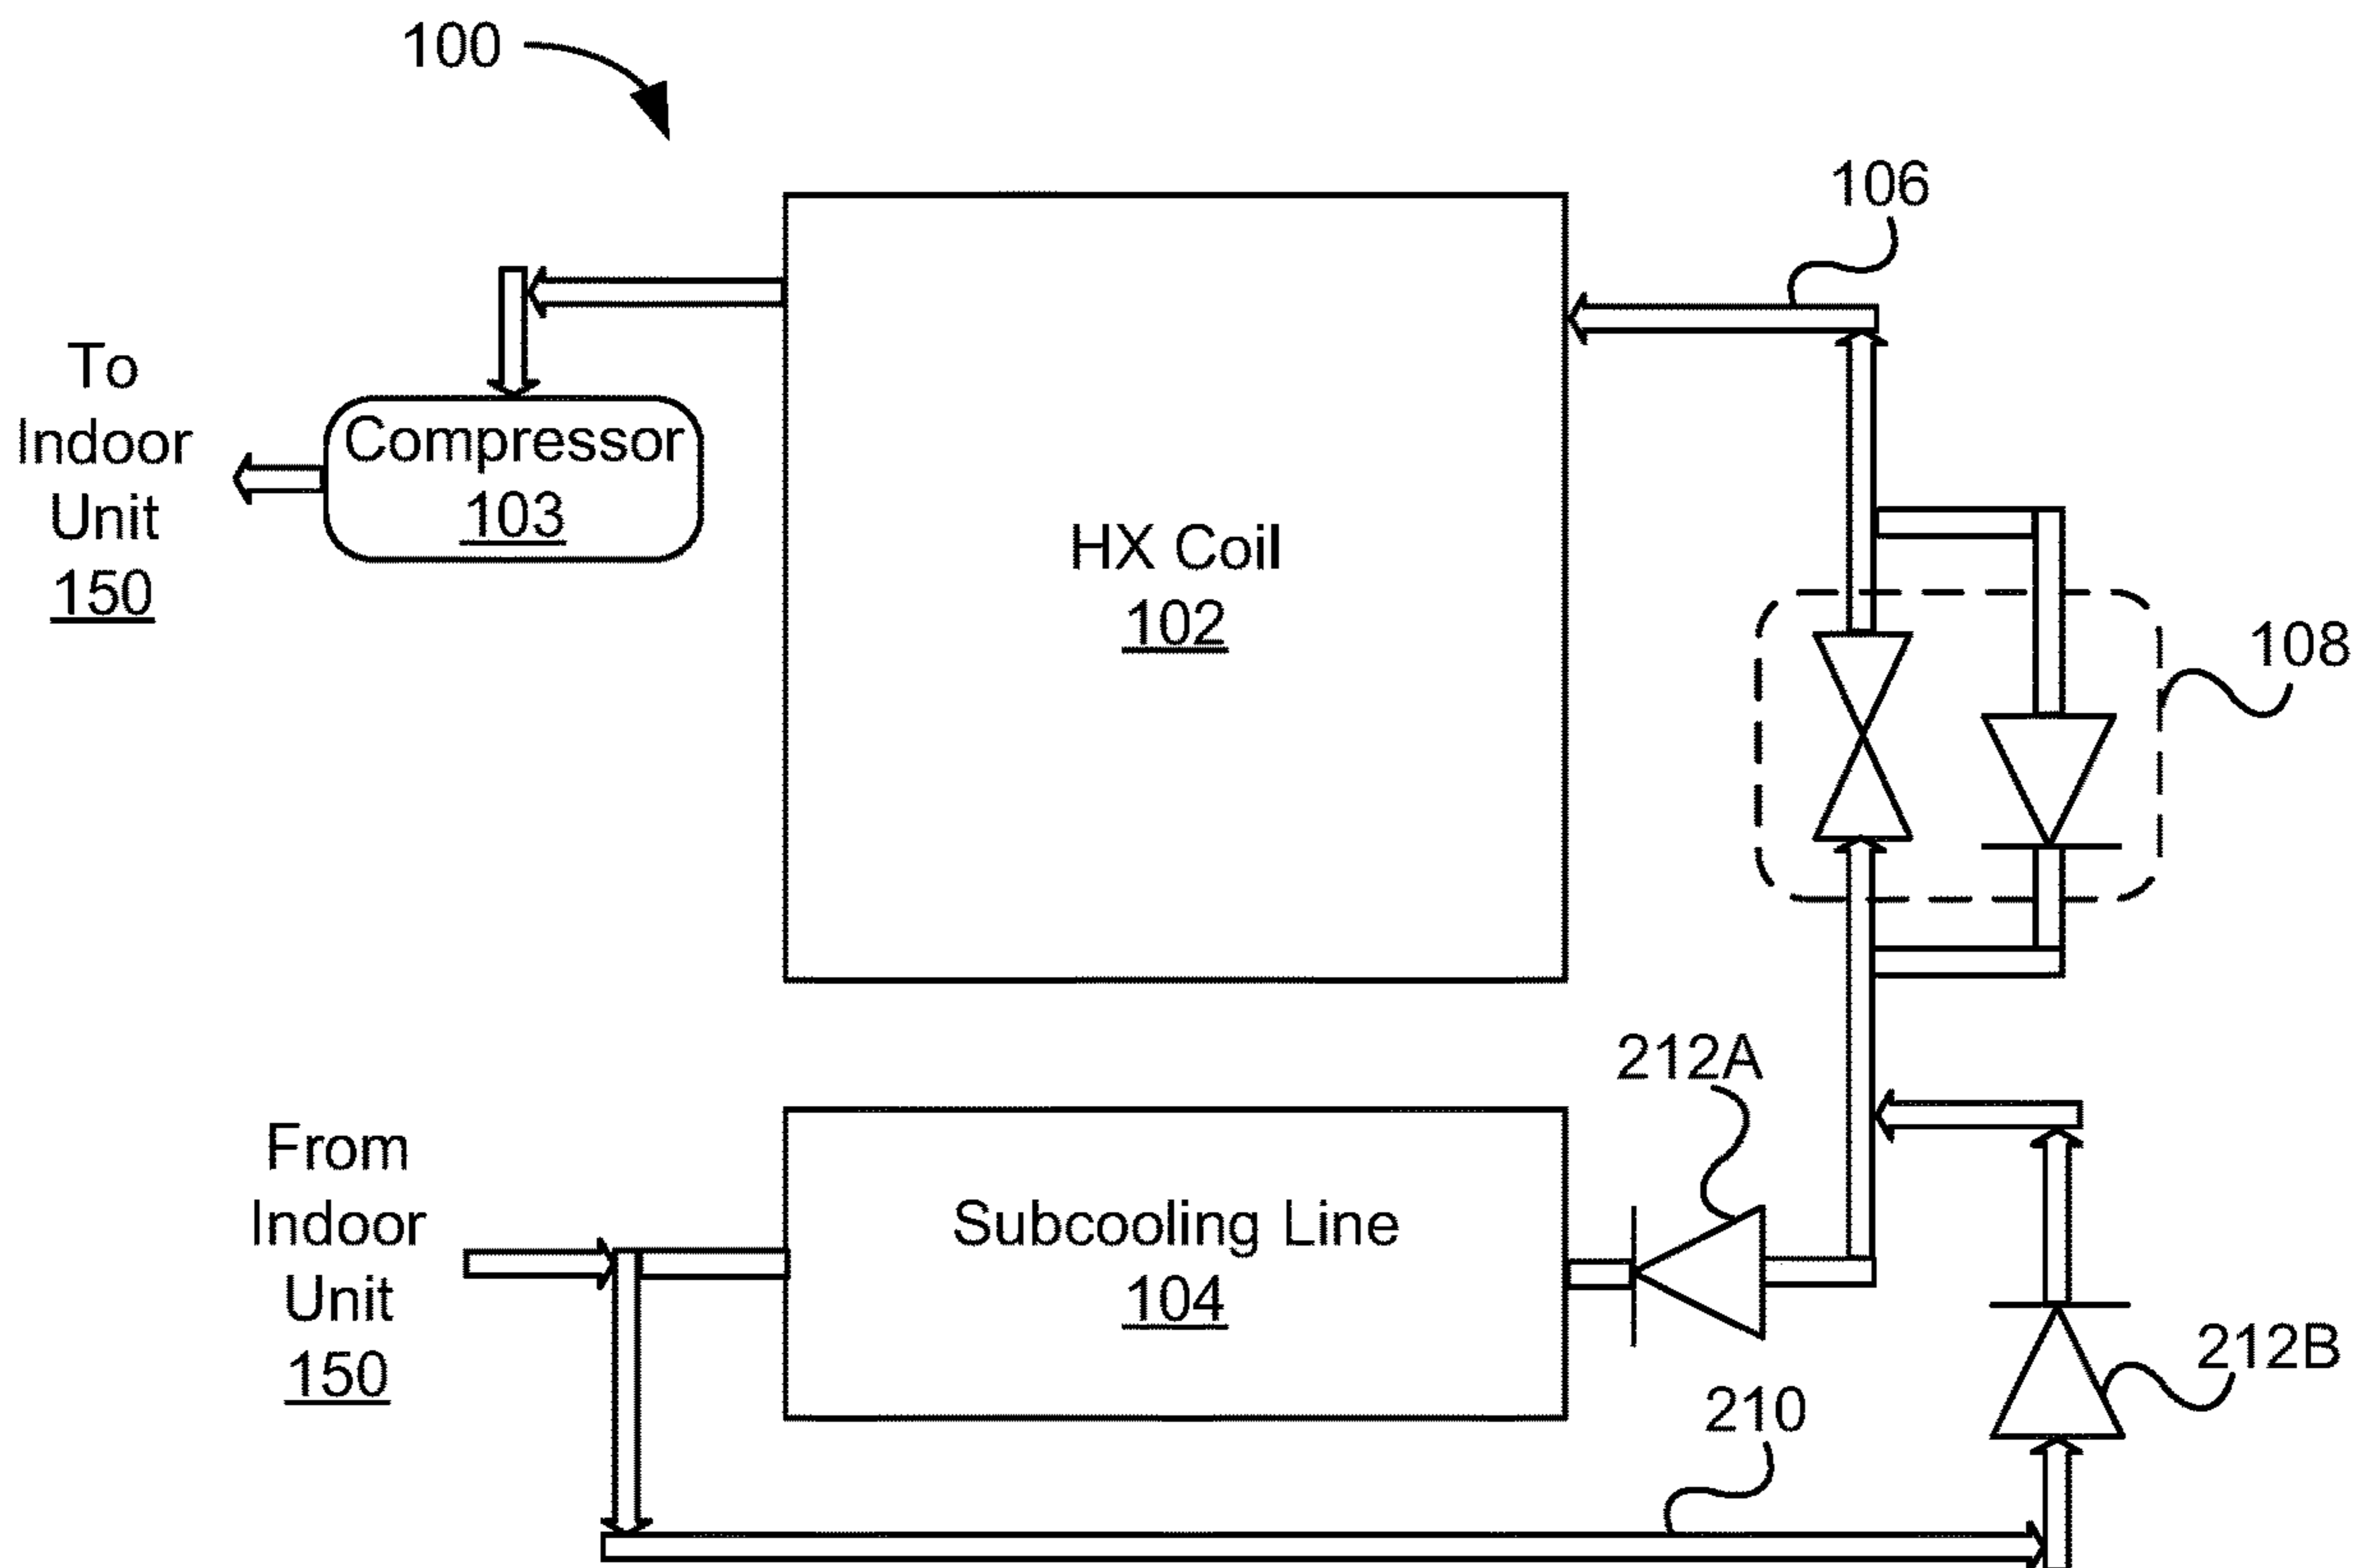 100
106
To
Indoor
Unit
150
Compressor
103
HX Coil
102
108
212A
From
Indoor
Unit
150
Subcooling Line
104
210
212B